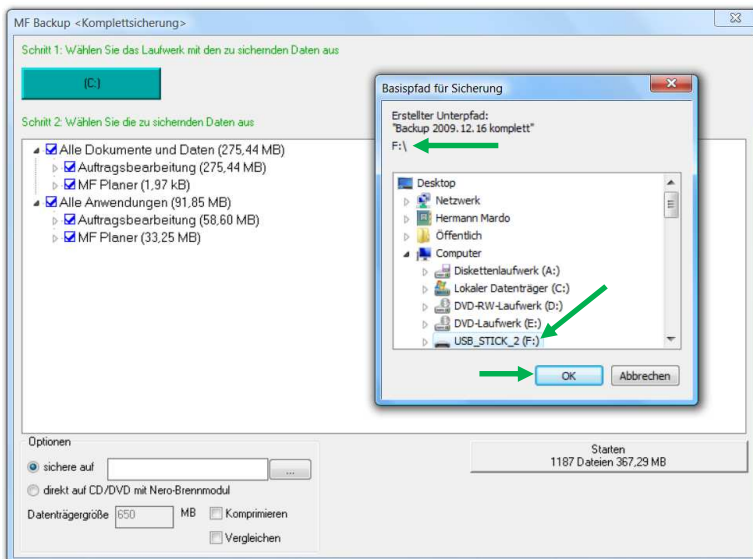 MF Backup <Komplettsicherung>
Schritt 1: Wählen Sie das Laufwerk mit den zu sichernden Daten aus
(C:)
Schritt 2: Wählen Sie die zu sichernden Daten aus
Alle Dokumente und Daten (275,44 MB)
Auftragsbearbeitung (275,44 MB)
MF Planer (1,97 kB)
Alle Anwendungen (91,85 MB)
Auftragsbearbeitung (58,60 MB)
MF Planer (33,25 MB)
Basispfad für Sicherung
Erstellter Unterpfad:
"Backup 2009.12.16 komplett"
F:\
Desktop
Netzwerk
Hermann Mardo
Öffentlich
Computer
Diskettenlaufwerk (A:)
Lokaler Datenträger (C:)
DVD-RW-Laufwerk (D:)
DVD-Laufwerk (E:)
USB_STICK_2 (F:)
OK
Abbrechen
Optionen
sichere auf
...
direkt auf CD/DVD mit Nero-Brennmodul
Datenträgergröße 650 MB
Komprimieren
Vergleichen
Starten
1187 Dateien 367,29 MB